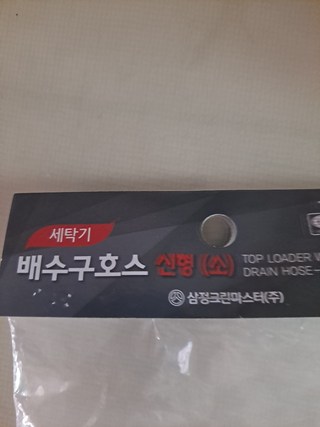 세탁기
배수구호스 신형 (소)
TOP LOADER
DRAIN HOSE
삼정크린마스터(주)